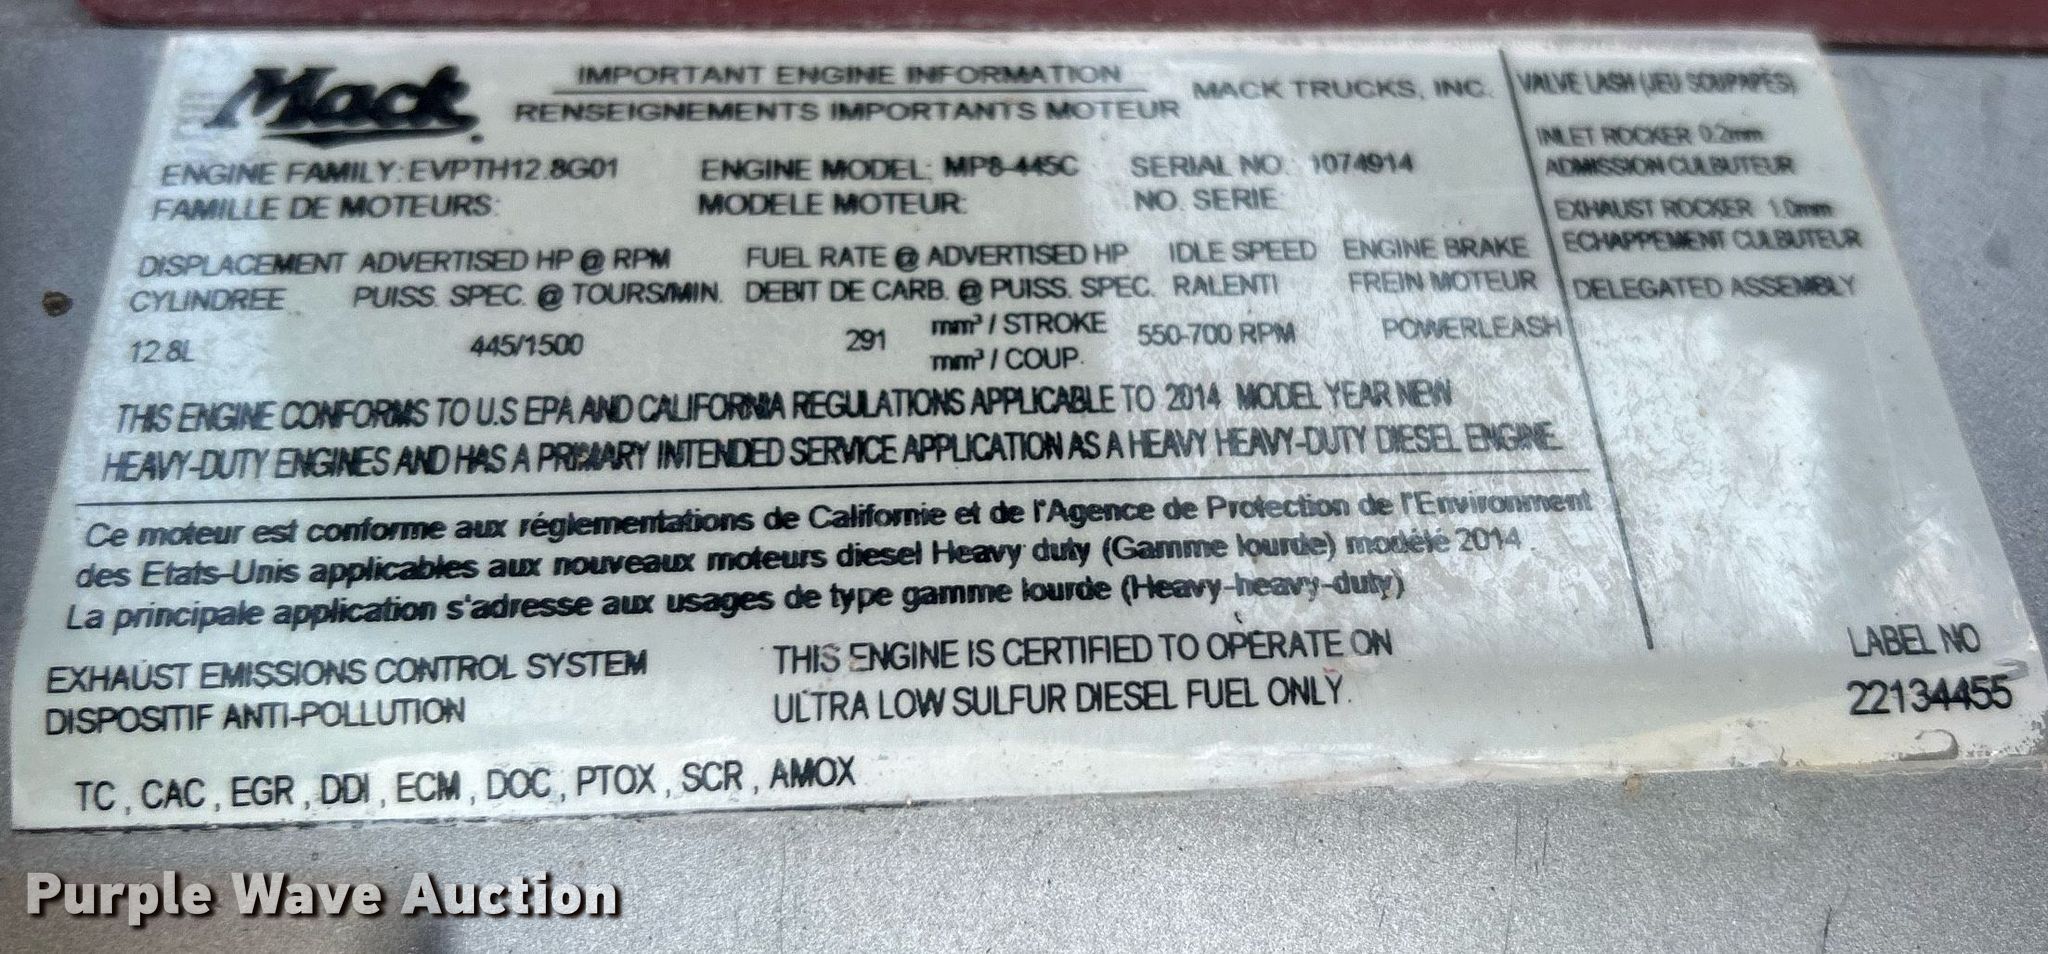 Mack.
IMPORTANT ENGINE INFORMATION
RENSEIGNEMENTS IMPORTANTS MOTEUR
MACK TRUCKS, INC.
ENGINE FAMILY: EVPTH12.8G01 ENGINE MODEL: MP8-445C SERIAL NO. 1074914
FAMILLE DE MOTEURS: MODELE MOTEUR: NO. SERIE:
DISPLACEMENT ADVERTISED HP @ RPM FUEL RATE @ ADVERTISED HP IDLE SPEED ENGINE BRAKE
CYLINDREE PUISS. SPEC. @ TOURS/MIN. DEBIT DE CARB. @ PUISS. SPEC. RALENTI FREIN MOTEUR
12.8L 445/1500 291 mm³ / STROKE 550-700 RPM POWERLEASH
mm³ / COUP.
THIS ENGINE CONFORMS TO U.S EPA AND CALIFORNIA REGULATIONS APPLICABLE TO 2014 MODEL YEAR NEW
HEAVY-DUTY ENGINES AND HAS A PRIMARY INTENDED SERVICE APPLICATION AS A HEAVY HEAVY-DUTY DIESEL ENGINE.
Ce moteur est conforme aux réglementations de Californie et de l'Agence de Protection de l'Environment
des Etats-Unis applicables aux nouveaux moteurs diesel Heavy duty (Gamme lourde) modélé 2014.
La principale application s'adresse aux usages de type gamme lourde (Heavy-heavy-duty)
EXHAUST EMISSIONS CONTROL SYSTEM
DISPOSITIF ANTI-POLLUTION
THIS ENGINE IS CERTIFIED TO OPERATE ON
ULTRA LOW SULFUR DIESEL FUEL ONLY.
TC, CAC, EGR, DDI, ECM, DOC, PTOX, SCR, AMOX
VALVE LASH (JEU SOUPAPES)
INLET ROCKER 0.2mm
ADMISSION CULBUTEUR
EXHAUST ROCKER 1.0mm
ECHAPPEMENT CULBUTEUR
DELEGATED ASSEMBLY
LABEL NO
22134455
Purple Wave Auction